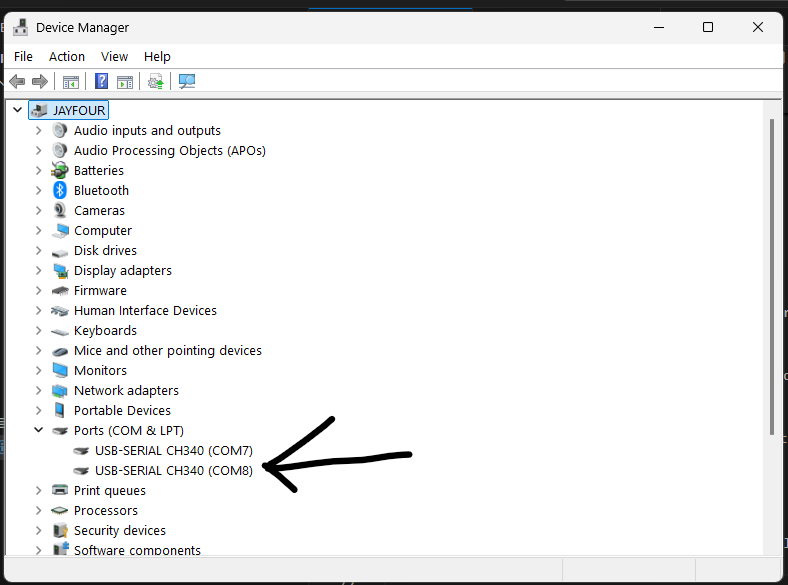 Device Manager
File Action View Help
JAYFOUR
Audio inputs and outputs
Audio Processing Objects (APOs)
Batteries
Bluetooth
Cameras
Computer
Disk drives
Display adapters
Firmware
Human Interface Devices
Keyboards
Mice and other pointing devices
Monitors
Network adapters
Portable Devices
Ports (COM & LPT)
USB-SERIAL CH340 (COM7)
USB-SERIAL CH340 (COM8)
Print queues
Processors
Security devices
Software components